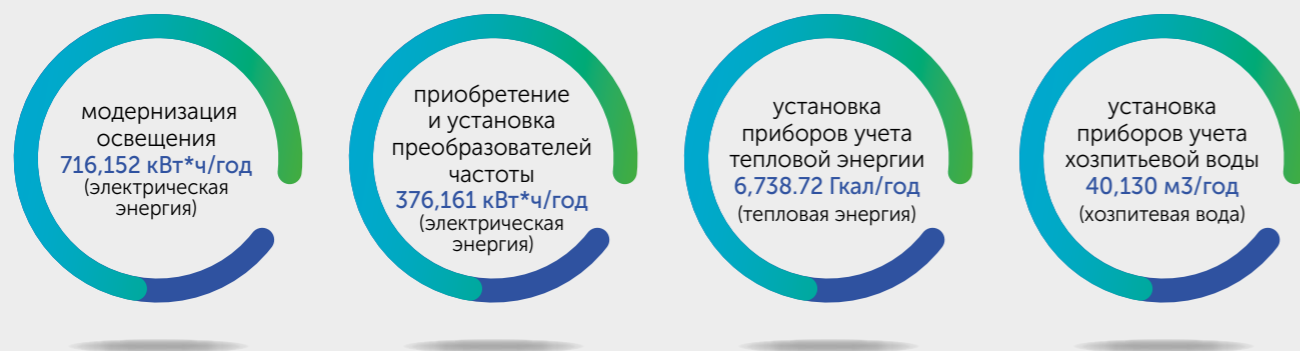 модернизация
освещения
716,152 кВт*ч/год
(электрическая
энергия)
приобретение
и установка
преобразователей
частоты
376,161 кВт*ч/год
(электрическая
энергия)
установка
приборов учета
тепловой энергии
6,738.72 Гкал/год
(тепловая энергия)
установка
приборов учета
хозпитьевой воды
40,130 м3/год
(хозпитевая вода)